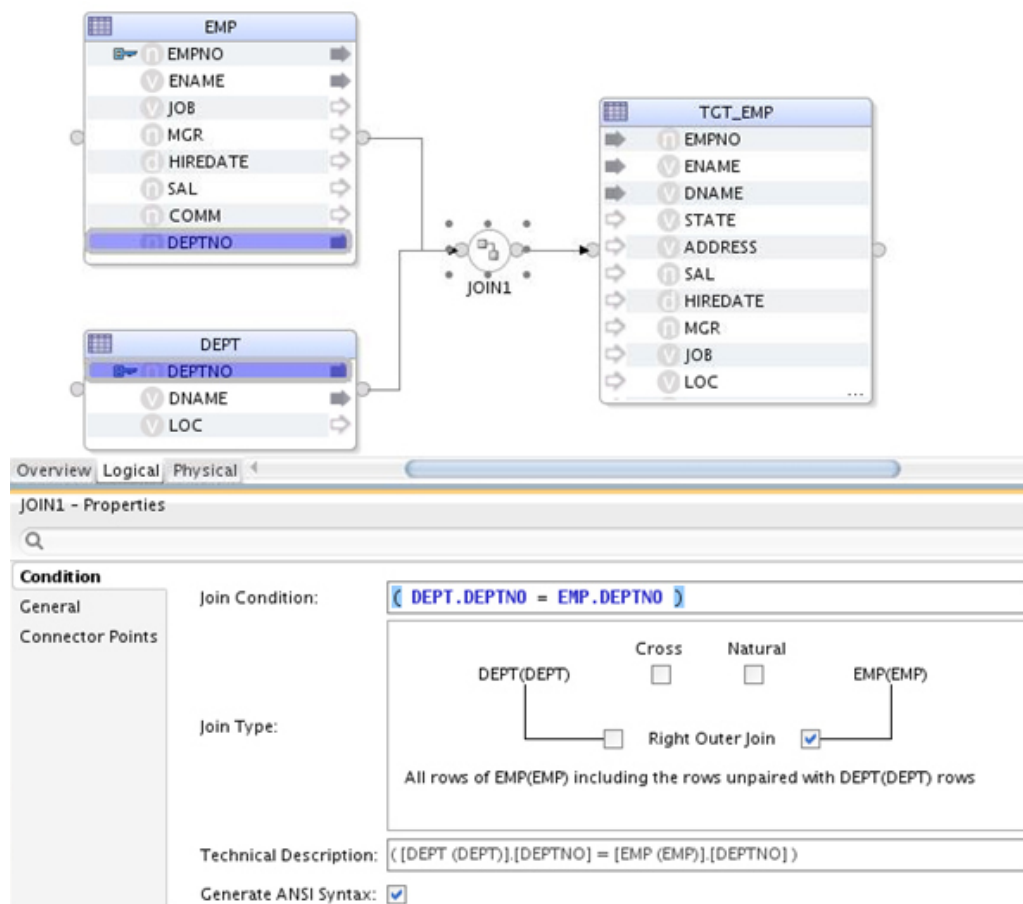 EMP
n EMPNO
v ENAME
v JOB
n MGR
d HIREDATE
n SAL
n COMM
n DEPTNO
DEPT
n DEPTNO
v DNAME
v LOC
JOIN1
TGT_EMP
n EMPNO
v ENAME
v DNAME
v STATE
v ADDRESS
n SAL
d HIREDATE
n MGR
v JOB
v LOC
...
Overview Logical Physical
JOIN1 - Properties
Condition
General
Connector Points
Join Condition: ( DEPT.DEPTNO = EMP.DEPTNO )
Cross Natural
DEPT(DEPT) EMP(EMP)
Join Type: Right Outer Join
All rows of EMP(EMP) including the rows unpaired with DEPT(DEPT) rows
Technical Description: ( [DEPT (DEPT)].[DEPTNO] = [EMP (EMP)].[DEPTNO] )
Generate ANSI Syntax: